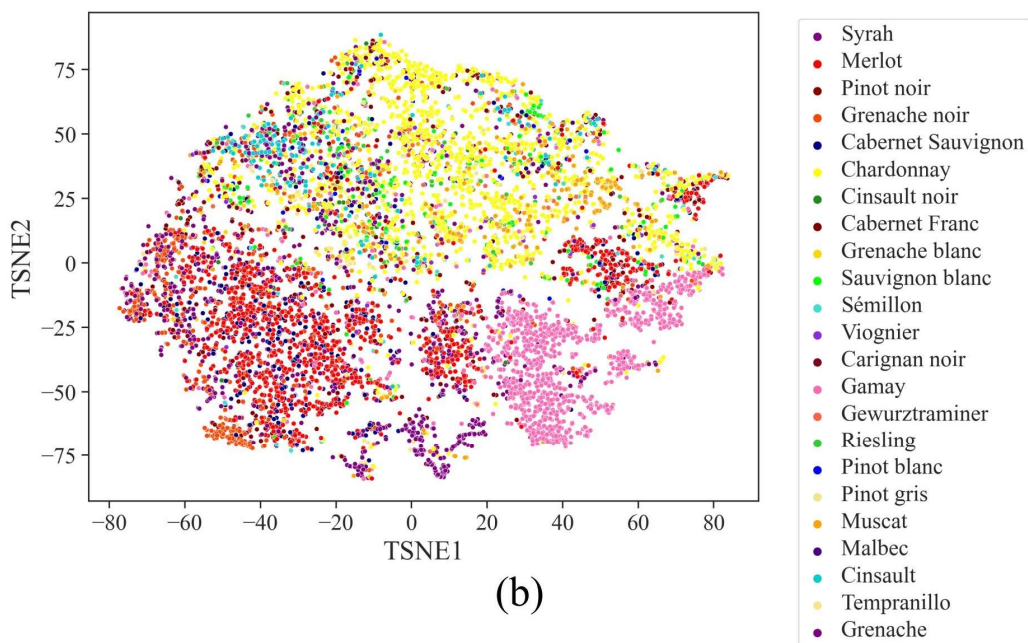 75
50
25
0
−25
−50
−75
TSNE2
−80 −60 −40 −20 0 20 40 60 80
TSNE1
(b)
Syrah
Merlot
Pinot noir
Grenache noir
Cabernet Sauvignon
Chardonnay
Cinsault noir
Cabernet Franc
Grenache blanc
Sauvignon blanc
Sémillon
Viognier
Carignan noir
Gamay
Gewurztraminer
Riesling
Pinot blanc
Pinot gris
Muscat
Malbec
Cinsault
Tempranillo
Grenache